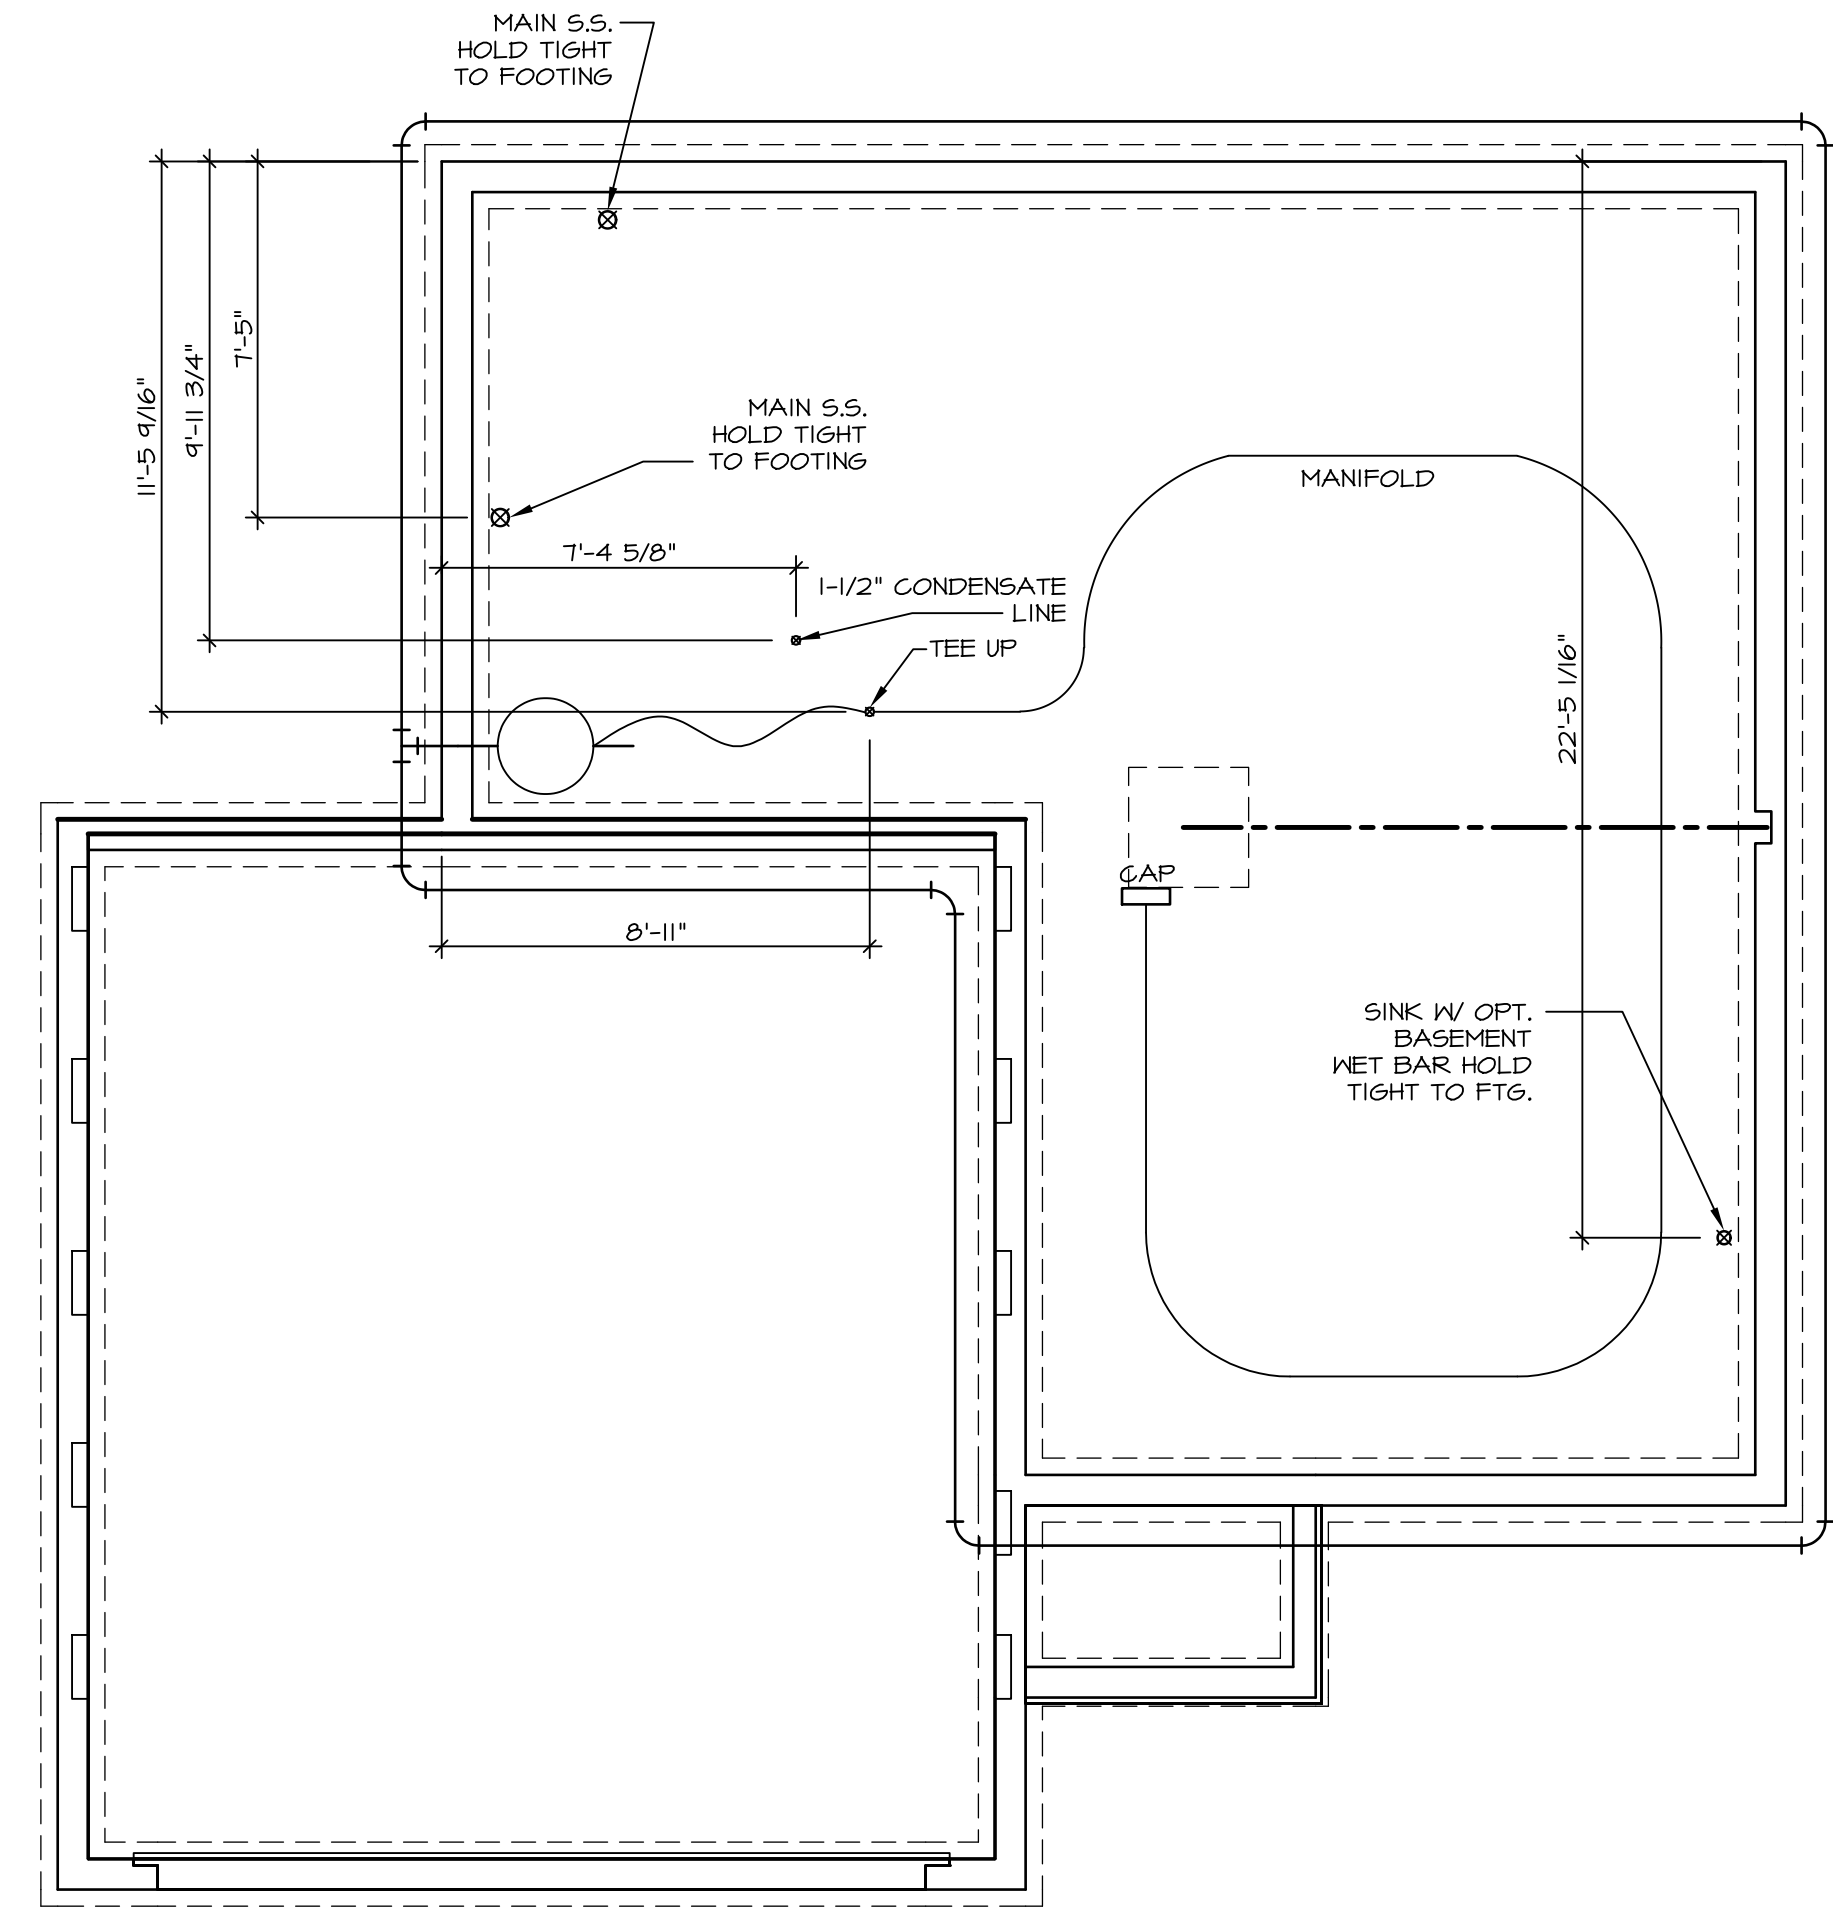 MAIN S.S.
HOLD TIGHT
TO FOOTING
11'-5 9/16"
9'-11 3/4"
7'-5"
MAIN S.S.
HOLD TIGHT
TO FOOTING
MANIFOLD
7'-4 5/8"
1-1/2" CONDENSATE
LINE
TEE UP
22'-5 1/16"
CAP
8'-11"
SINK W/ OPT.
BASEMENT
WET BAR HOLD
TIGHT TO FTG.